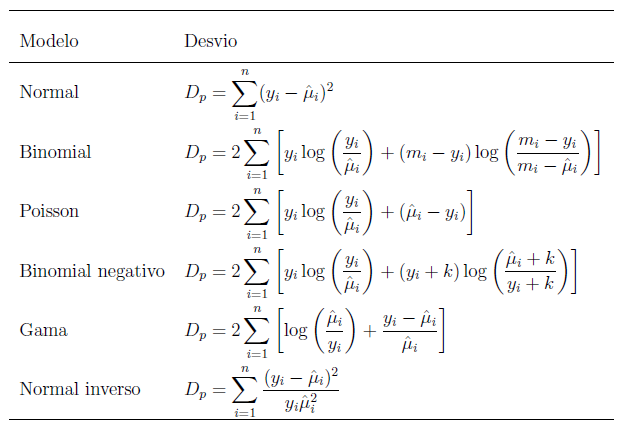 Modelo Desvio
Normal $D_p = \sum_{i=1}^{n} (y_i - \hat{\mu}_i)^2$
Binomial $D_p = 2 \sum_{i=1}^{n} \left[ y_i \log \left( \frac{y_i}{\hat{\mu}_i} \right) + (m_i - y_i) \log \left( \frac{m_i - y_i}{m_i - \hat{\mu}_i} \right) \right]$
Poisson $D_p = 2 \sum_{i=1}^{n} \left[ y_i \log \left( \frac{y_i}{\hat{\mu}_i} \right) + (\hat{\mu}_i - y_i) \right]$
Binomial negativo $D_p = 2 \sum_{i=1}^{n} \left[ y_i \log \left( \frac{y_i}{\hat{\mu}_i} \right) + (y_i + k) \log \left( \frac{\hat{\mu}_i + k}{y_i + k} \right) \right]$
Gama $D_p = 2 \sum_{i=1}^{n} \left[ \log \left( \frac{\hat{\mu}_i}{y_i} \right) + \frac{y_i - \hat{\mu}_i}{\hat{\mu}_i} \right]$
Normal inverso $D_p = \sum_{i=1}^{n} \frac{(y_i - \hat{\mu}_i)^2}{y_i \hat{\mu}_i^2}$